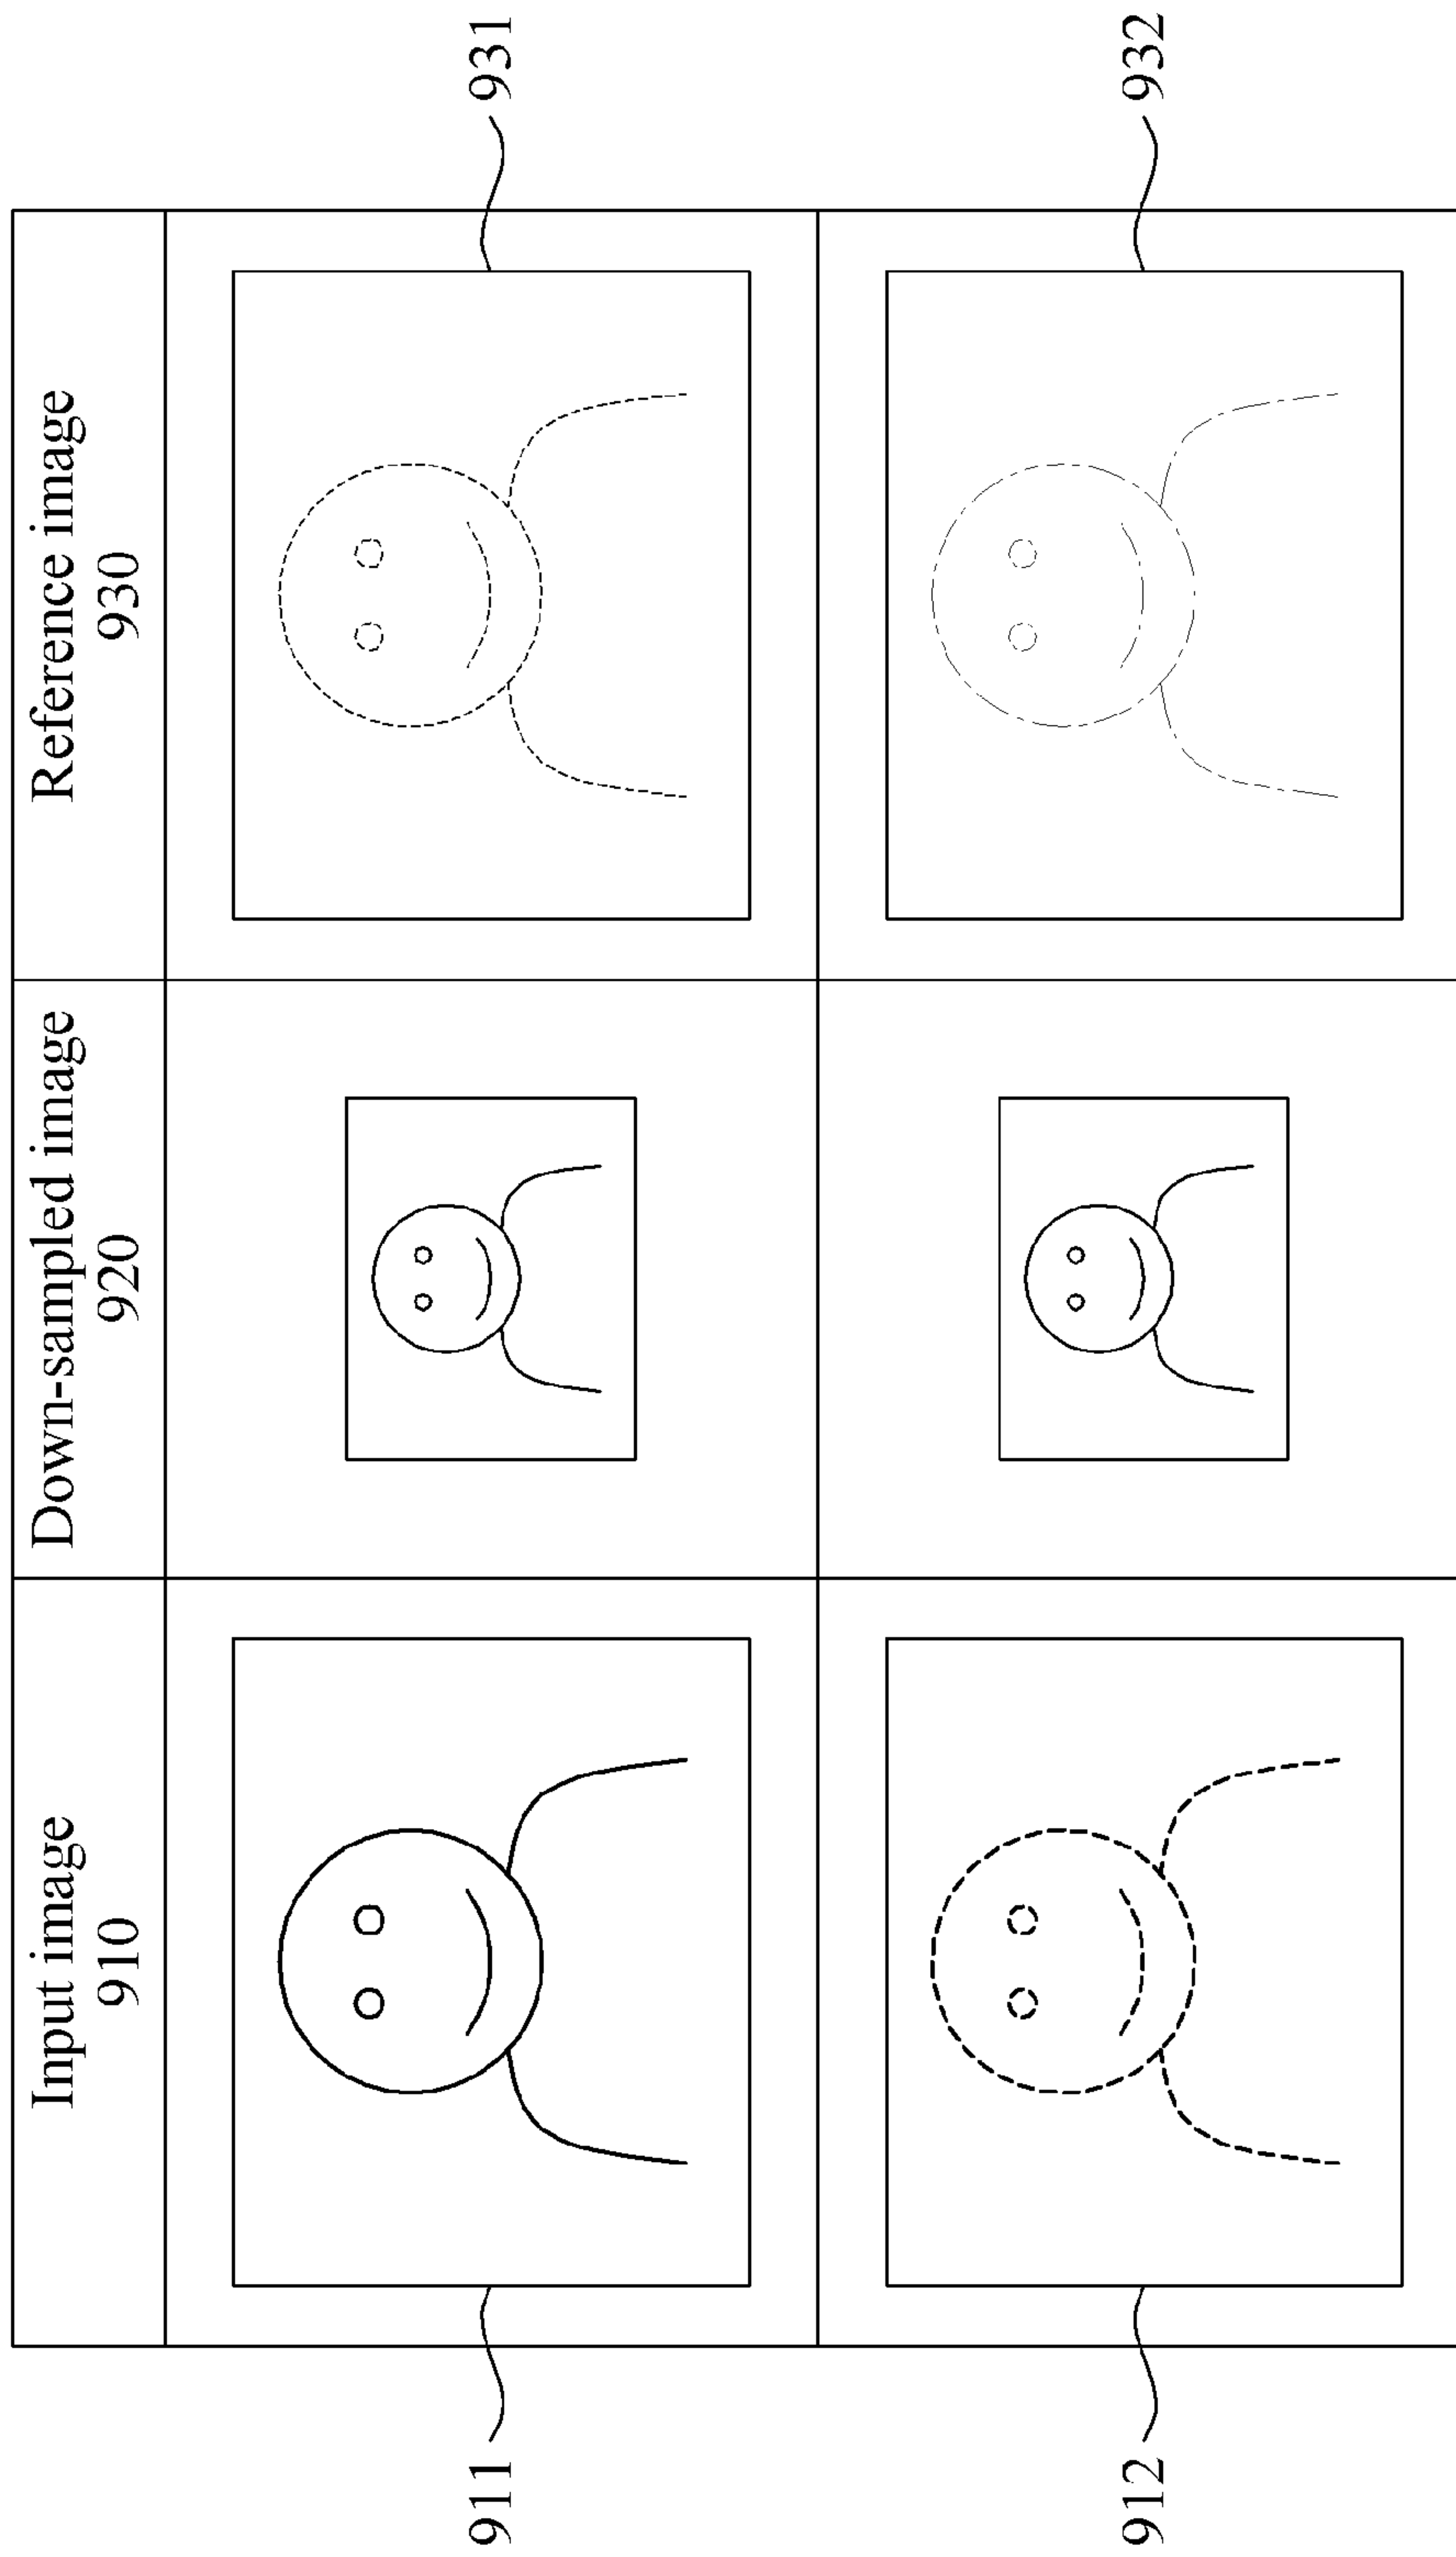 Input image
910
Down-sampled image
920
Reference image
930
911
931
912
932